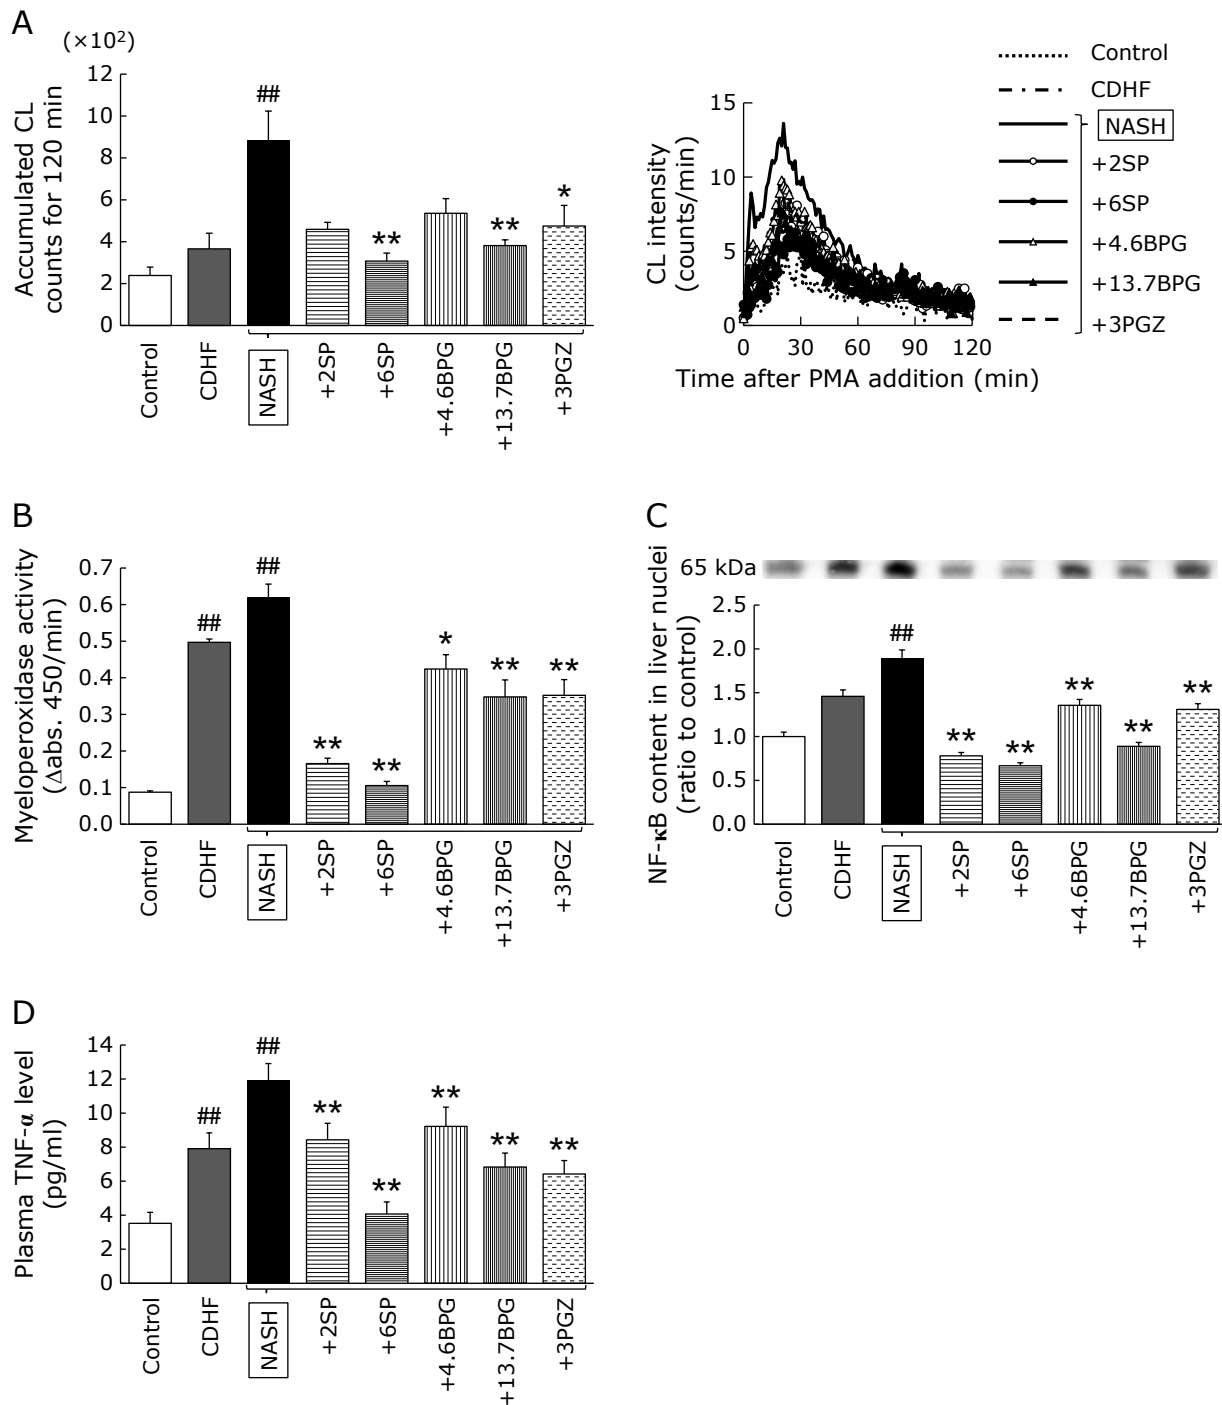 A
(×10²)
Accumulated CL
counts for 120 min
12
10
8
6
4
2
0
##
**
**
*
Control
CDHF
NASH
+2SP
+6SP
+4.6BPG
+13.7BPG
+3PGZ
CL intensity
(counts/min)
15
10
5
0
0 30 60 90 120
Time after PMA addition (min)
Control
CDHF
NASH
+2SP
+6SP
+4.6BPG
+13.7BPG
+3PGZ
B
Myeloperoxidase activity
(Δabs. 450/min)
0.7
0.6
0.5
0.4
0.3
0.2
0.1
0.0
##
##
**
**
*
**
**
Control
CDHF
NASH
+2SP
+6SP
+4.6BPG
+13.7BPG
+3PGZ
C
NF-κB content in liver nuclei
(ratio to control)
65 kDa
2.5
2.0
1.5
1.0
0.5
0.0
##
**
**
**
**
**
Control
CDHF
NASH
+2SP
+6SP
+4.6BPG
+13.7BPG
+3PGZ
D
Plasma TNF-α level
(pg/ml)
14
12
10
8
6
4
2
0
##
##
**
**
**
**
**
Control
CDHF
NASH
+2SP
+6SP
+4.6BPG
+13.7BPG
+3PGZ